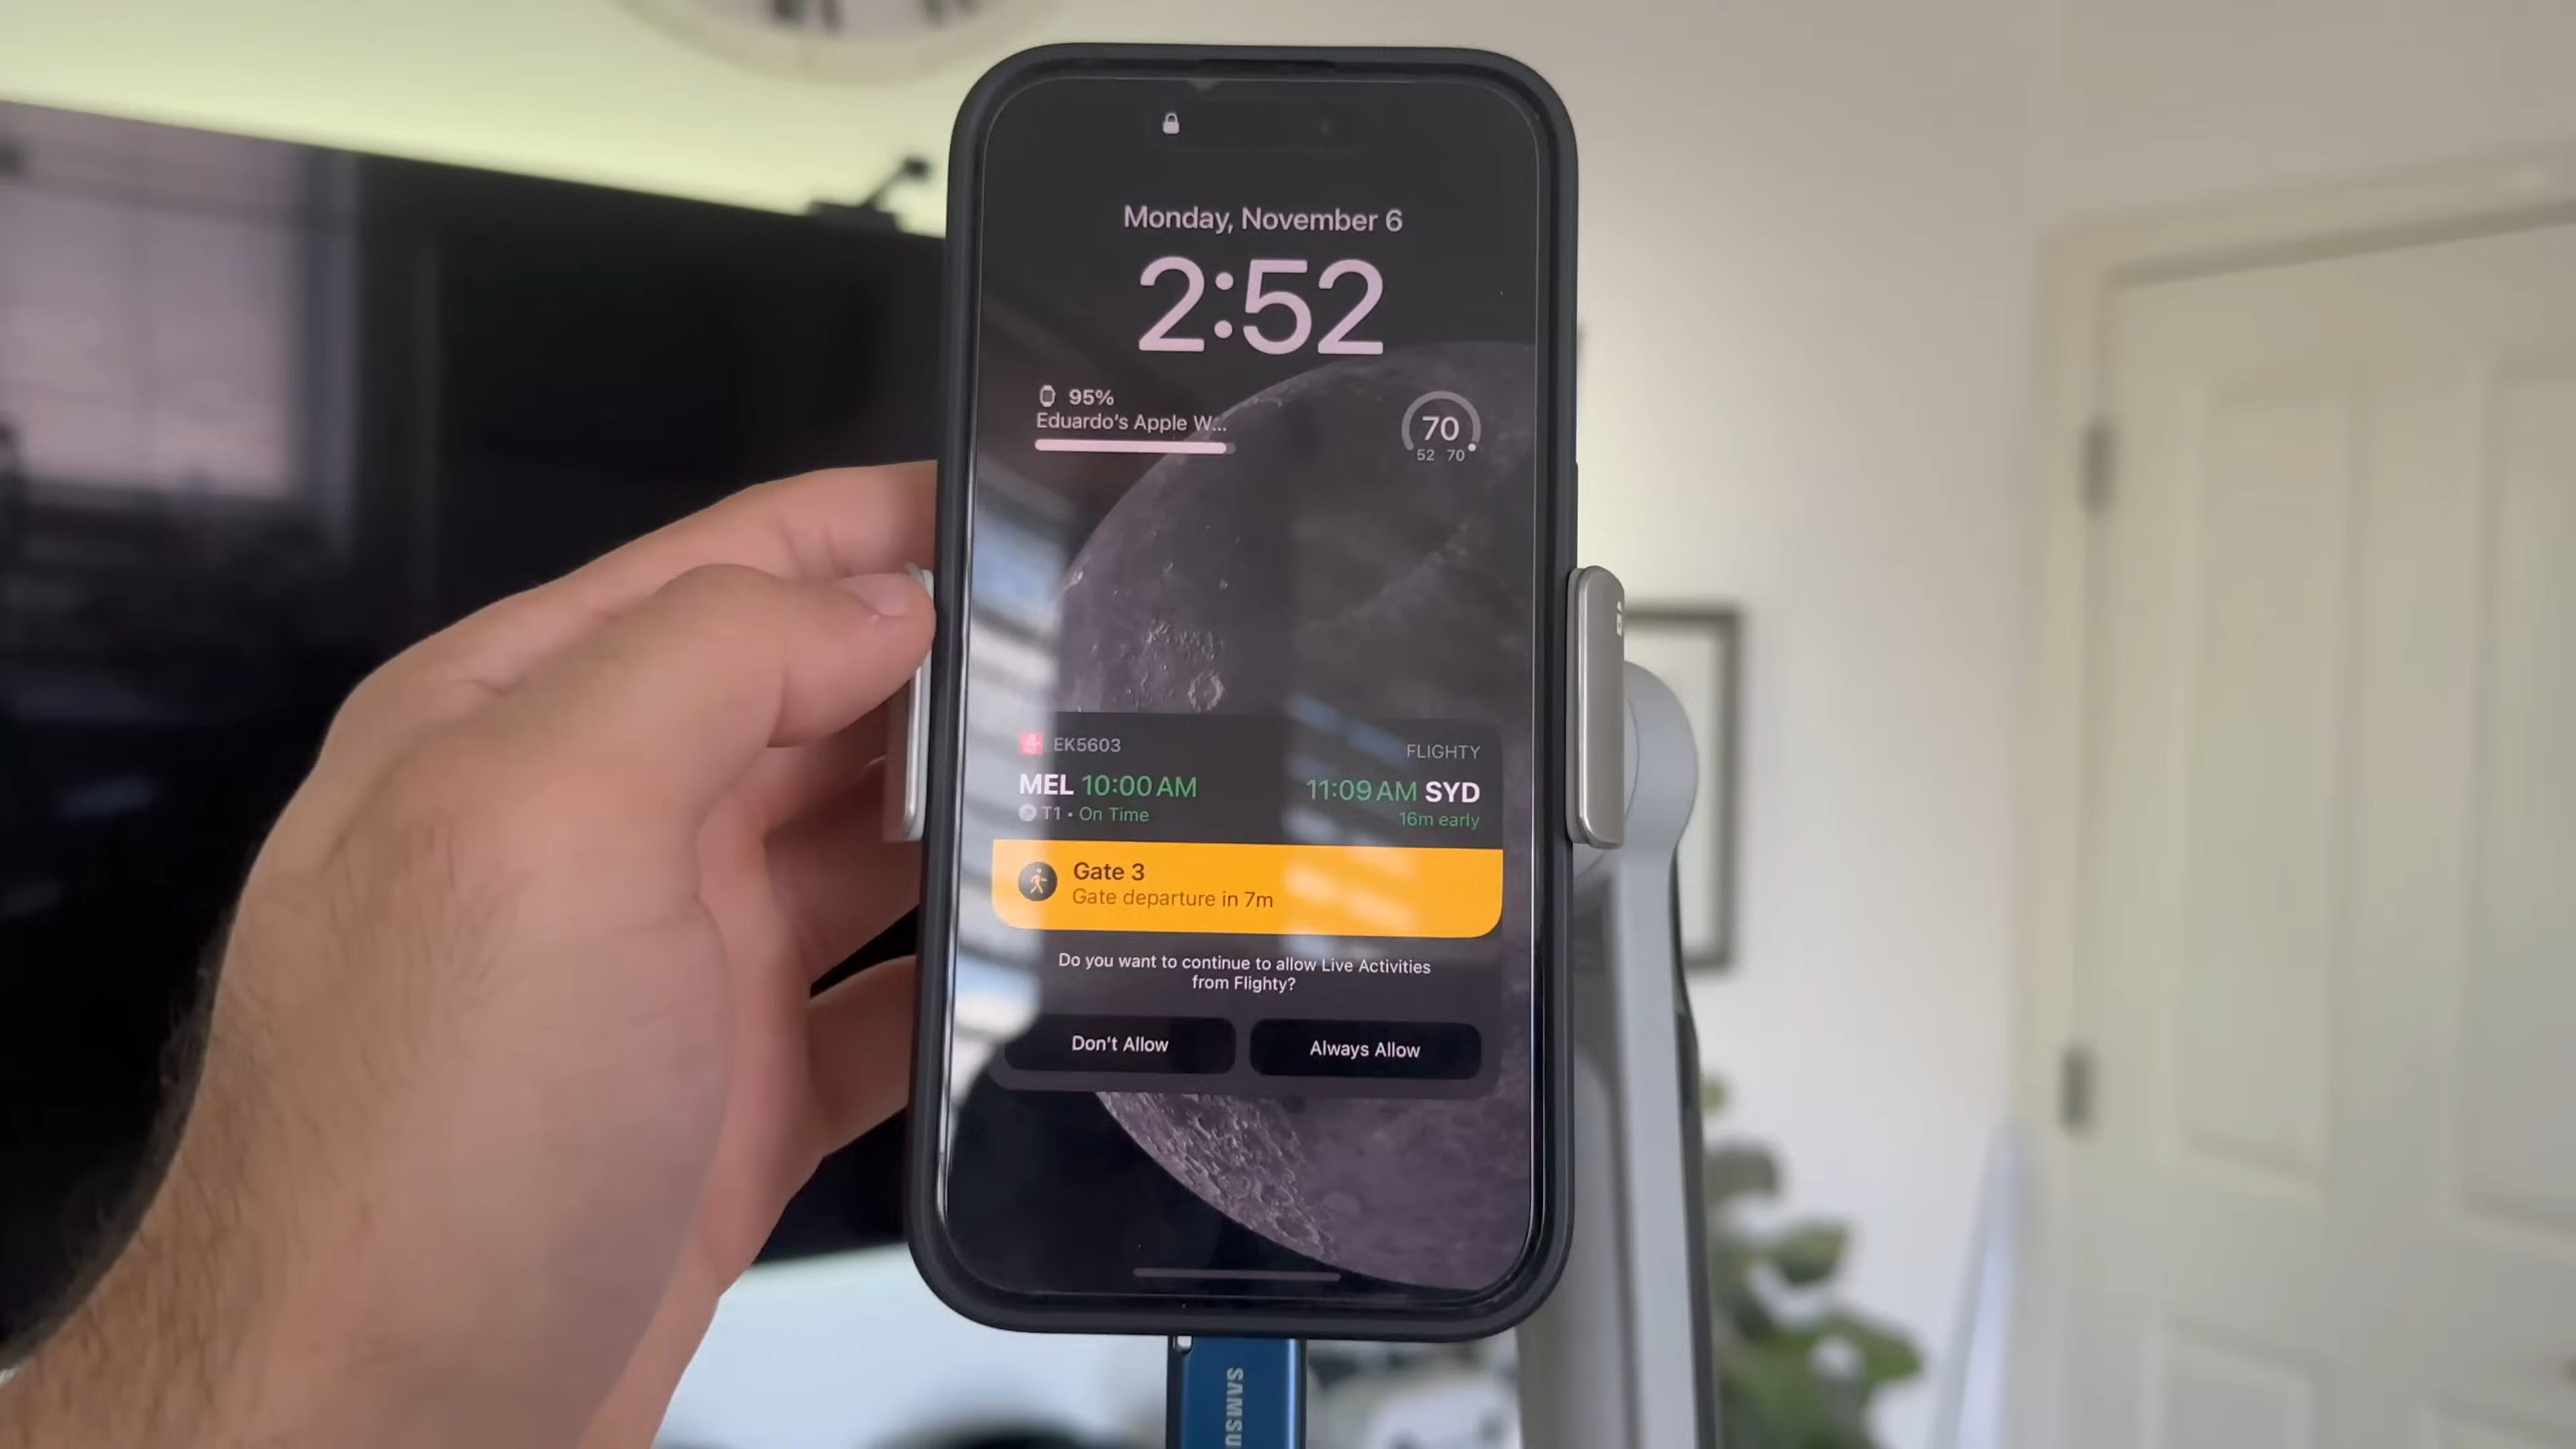 Monday, November 6
2:52
95%
Eduardo's Apple W...
70
52 70
EK5603
FLIGHTY
MEL 10:00 AM
11:09 AM SYD
T1 • On Time
16m early
Gate 3
Gate departure in 7m
Do you want to continue to allow Live Activities
from Flighty?
Don't Allow
Always Allow
SAMSU